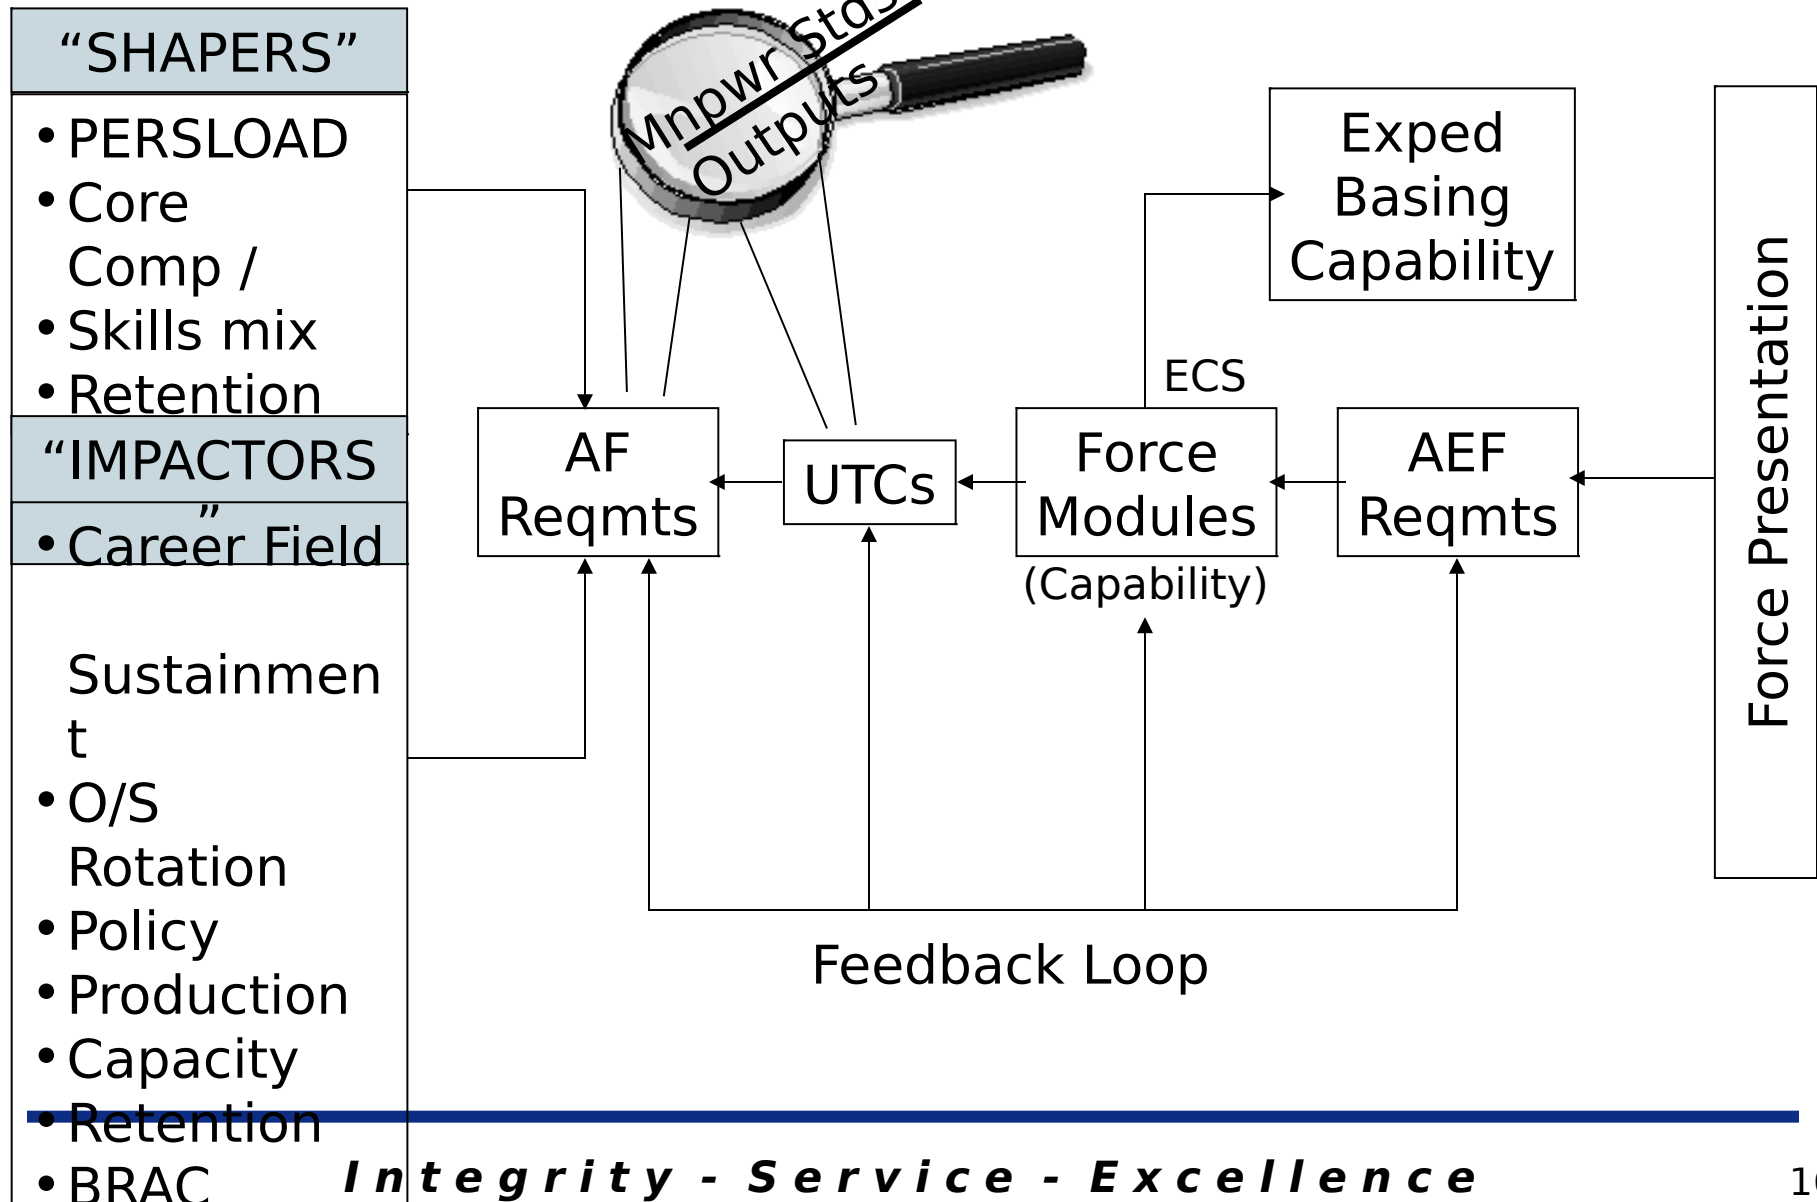 “SHAPERS”
• PERSLOAD
• Core
Comp /
• Skills mix
• Retention
“IMPACTORS
”
• Career Field
Sustainmen
t
• O/S
Rotation
• Policy
• Production
• Capacity
• Retention
• BRAC
Mnpwr Stds
Outputs
AF
Reqmts
UTCs
ECS
Force
Modules
(Capability)
AEF
Reqmts
Exped
Basing
Capability
Force Presentation
Feedback Loop
Integrity - Service - Excellence